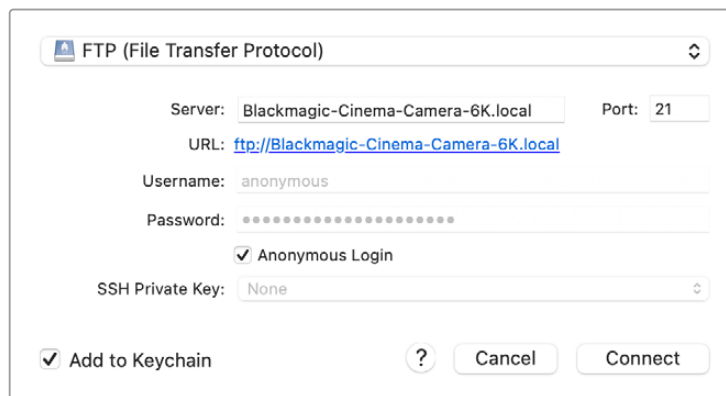 FTP (File Transfer Protocol)
Server: Blackmagic-Cinema-Camera-6K.local Port: 21
URL: ftp://Blackmagic-Cinema-Camera-6K.local
Username: anonymous
Password: •••••••••••••••••••••
Anonymous Login
SSH Private Key: None
Add to Keychain ? Cancel Connect